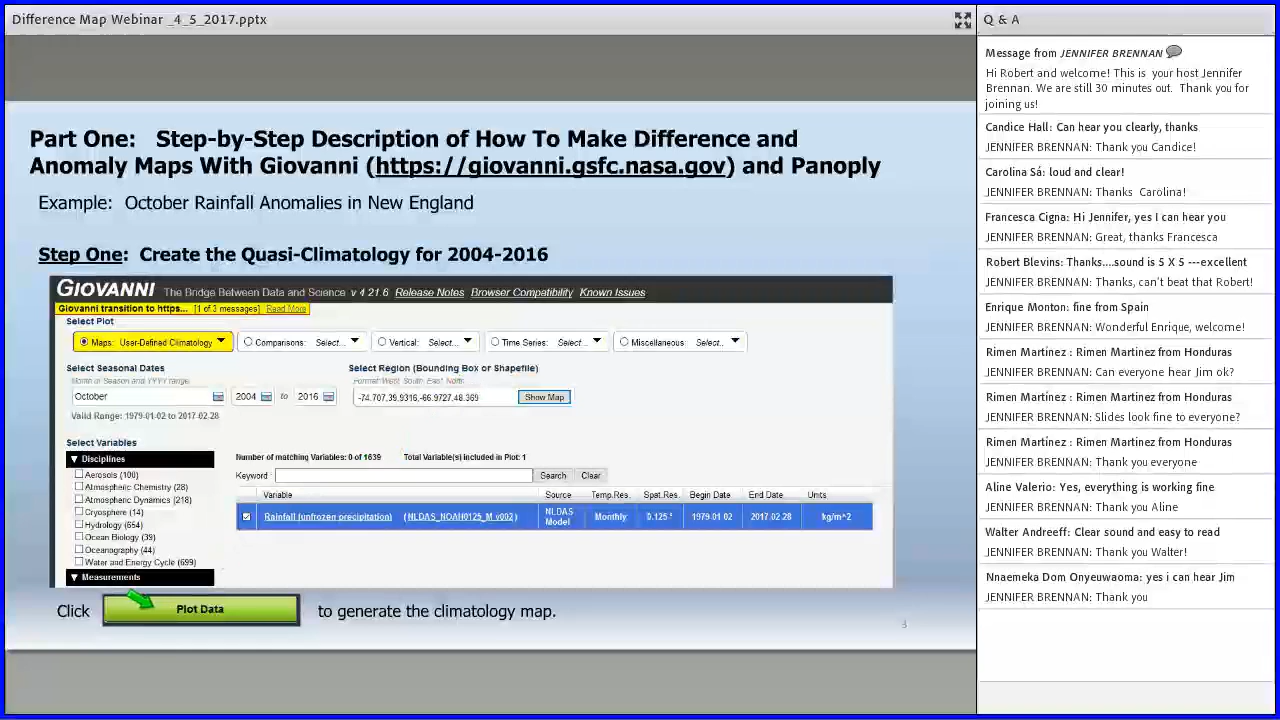 Difference Map Webinar _4_5_2017.pptx
Part One: Step-by-Step Description of How To Make Difference and
Anomaly Maps With Giovanni (https://giovanni.gsfc.nasa.gov) and Panoply
Example: October Rainfall Anomalies in New England
Step One: Create the Quasi-Climatology for 2004-2016
GIOVANNI The Bridge Between Data and Science v 4 21 6 Release Notes Browser Compatibility Known Issues
Giovanni transition to https... [1 of 3 messages] Read More
Select Plot
Maps: User-Defined Climatology Comparisons: Select... Vertical: Select... Time Series: Select... Miscellaneous: Select..
Select Seasonal Dates Select Region (Bounding Box or Shapefile)
Month or Season and YYYY range Format: West, South, East, North
October 2004 to 2016 -74.707,39.9316,-66.9727,48.369 Show Map
Valid Range: 1979-01-02 to 2017-02-28
Select Variables
Disciplines
Aerosols (100)
Atmospheric Chemistry (28)
Atmospheric Dynamics (218)
Cryosphere (14)
Hydrology (654)
Ocean Biology (39)
Oceanography (44)
Water and Energy Cycle (699)
Measurements
Number of matching Variables: 0 of 1639 Total Variable(s) included in Plot: 1
Keyword Search Clear
Variable Source Temp.Res. Spat.Res. Begin Date End Date Units
Rainfall (unfrozen precipitation) (NLDAS_NOAH0125_M v002) NLDAS Model Monthly 0.125 ° 1979-01-02 2017-02-28 kg/m^2
Click Plot Data to generate the climatology map.
3
Q & A
Message from JENNIFER BRENNAN
Hi Robert and welcome! This is your host Jennifer
Brennan. We are still 30 minutes out. Thank you for
joining us!
Candice Hall: Can hear you clearly, thanks
JENNIFER BRENNAN: Thank you Candice!
Carolina Sá: loud and clear!
JENNIFER BRENNAN: Thanks Carolina!
Francesca Cigna: Hi Jennifer, yes I can hear you
JENNIFER BRENNAN: Great, thanks Francesca
Robert Blevins: Thanks....sound is 5 X 5 ---excellent
JENNIFER BRENNAN: Thanks, can't beat that Robert!
Enrique Monton: fine from Spain
JENNIFER BRENNAN: Wonderful Enrique, welcome!
Rimen Martínez : Rimen Martinez from Honduras
JENNIFER BRENNAN: Can everyone hear Jim ok?
Rimen Martínez : Rimen Martinez from Honduras
JENNIFER BRENNAN: Slides look fine to everyone?
Rimen Martínez : Rimen Martinez from Honduras
JENNIFER BRENNAN: Thank you everyone
Aline Valerio: Yes, everything is working fine
JENNIFER BRENNAN: Thank you Aline
Walter Andreeff: Clear sound and easy to read
JENNIFER BRENNAN: Thank you Walter!
Nnaemeka Dom Onyeuwaoma: yes i can hear Jim
JENNIFER BRENNAN: Thank you